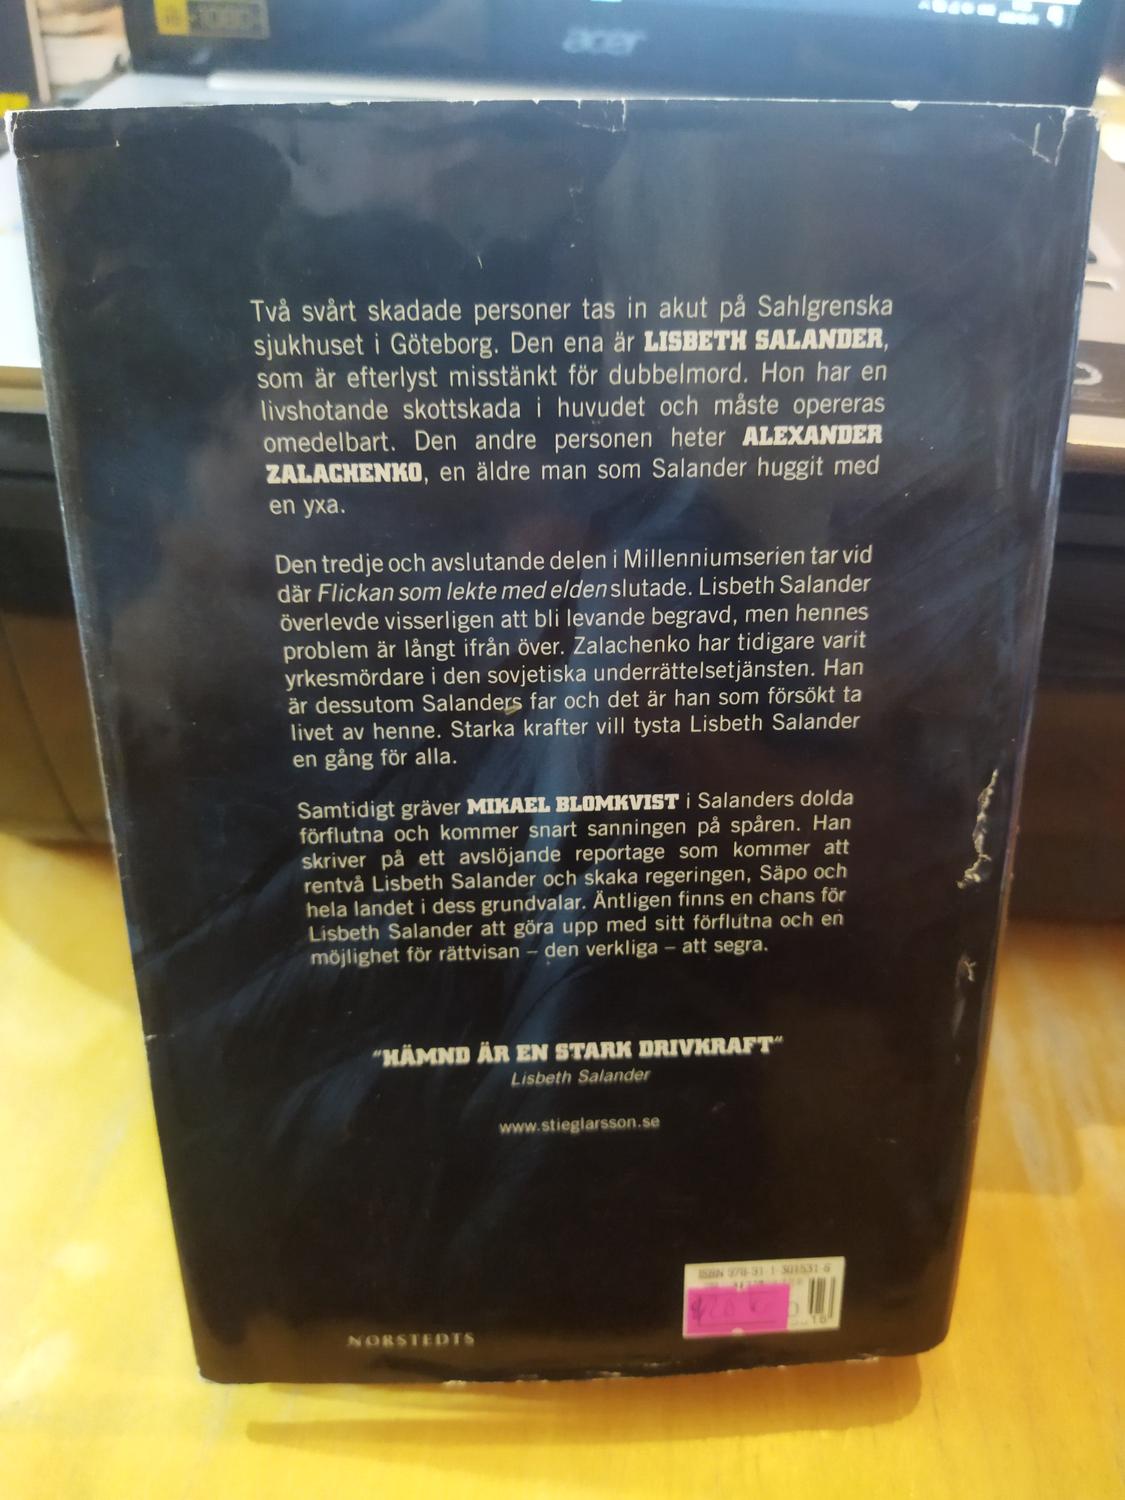 acer
Två svårt skadade personer tas in akut på Sahlgrenska
sjukhuset i Göteborg. Den ena är LISBETH SALANDER,
som är efterlyst misstänkt för dubbelmord. Hon har en
livshotande skottskada i huvudet och måste opereras
omedelbart. Den andre personen heter ALEXANDER
ZALACHENKO, en äldre man som Salander huggit med
en yxa.
Den tredje och avslutande delen i Millenniumserien tar vid
där Flickan som lekte med elden slutade. Lisbeth Salander
överlevde visserligen att bli levande begravd, men hennes
problem är långt ifrån över. Zalachenko har tidigare varit
yrkesmördare i den sovjetiska underrättelsetjänsten. Han
är dessutom Salanders far och det är han som försökt ta
livet av henne. Starka krafter vill tysta Lisbeth Salander
en gång för alla.
Samtidigt gräver MIKAEL BLOMKVIST i Salanders dolda
förflutna och kommer snart sanningen på spåren. Han
skriver på ett avslöjande reportage som kommer att
rentvå Lisbeth Salander och skaka regeringen, Säpo och
hela landet i dess grundvalar. Äntligen finns en chans för
Lisbeth Salander att göra upp med sitt förflutna och en
möjlighet för rättvisan – den verkliga – att segra.
"HÄMND ÄR EN STARK DRIVKRAFT"
Lisbeth Salander
www.stieglarsson.se
ISBN 978-91-1-301531-6
NORSTEDTS